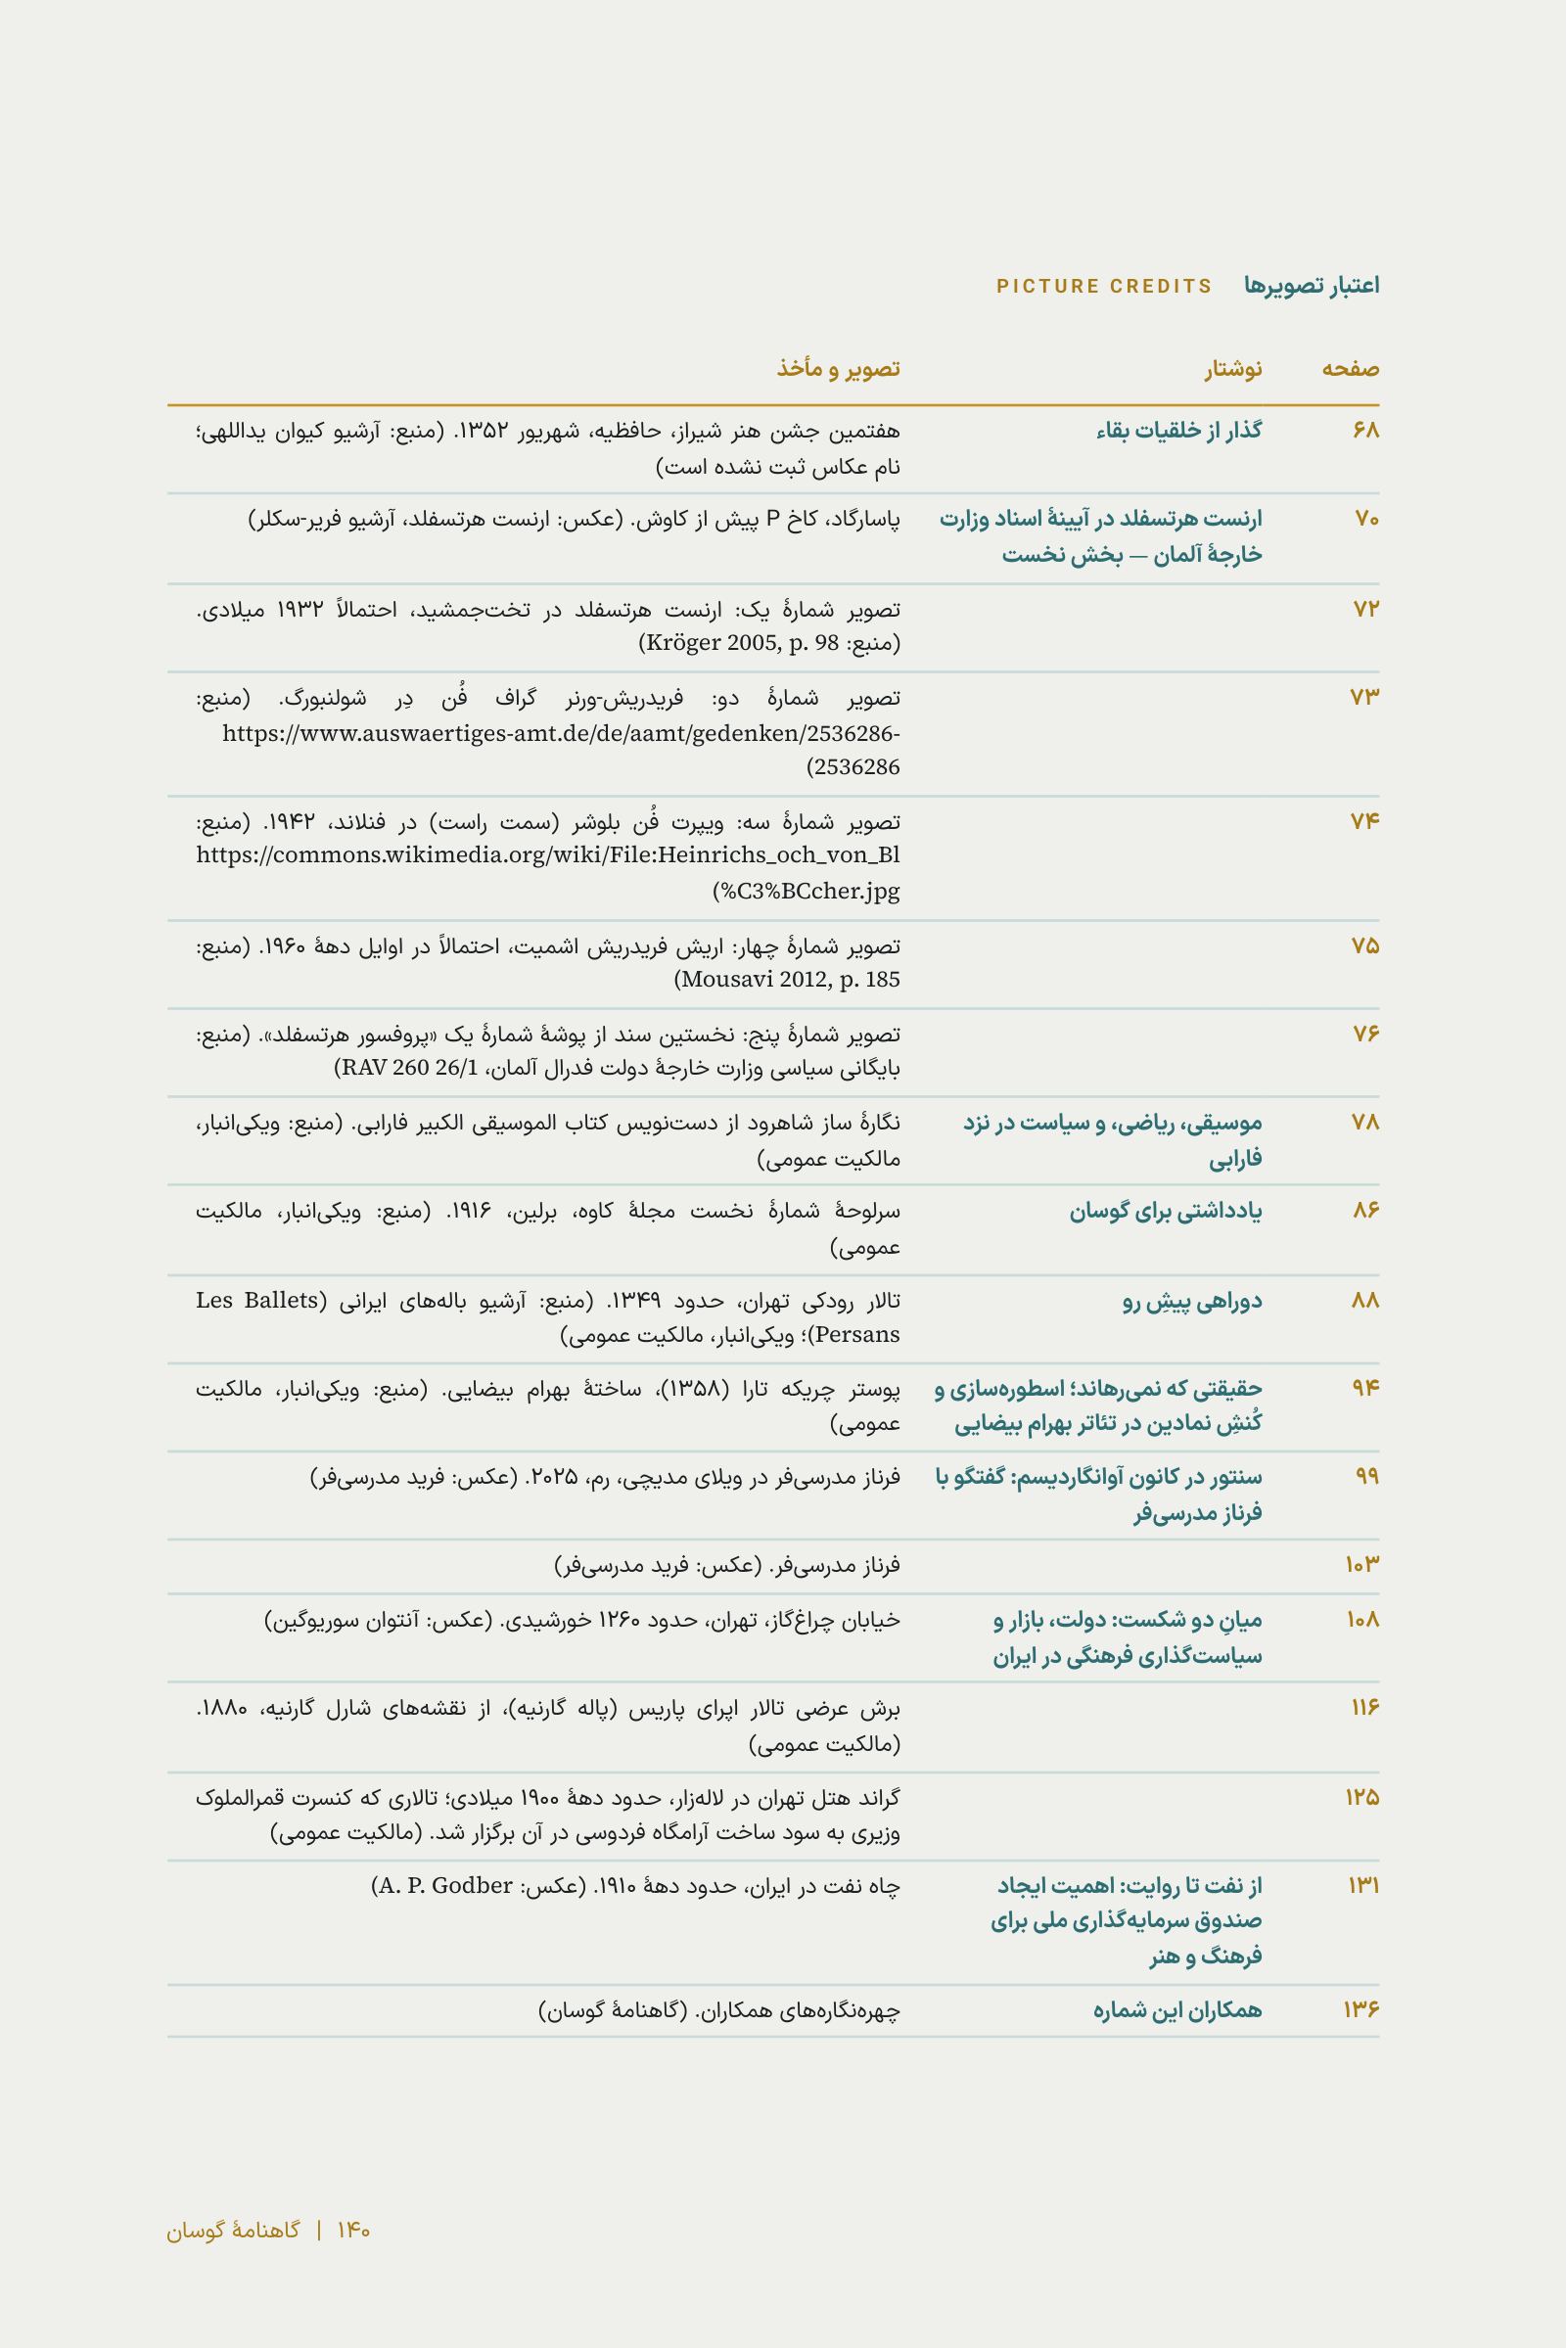 اعتبار تصویرها PICTURE CREDITS
صفحه نوشتار تصویر و مأخذ
۶۸ گذار از خلقیات بقاء هفتمین جشن هنر شیراز، حافظیه، شهریور ۱۳۵۲. (منبع: آرشیو کیوان یداللهی؛
نام عکاس ثبت نشده است)
۷۰ ارنست هرتسفلد در آیینهٔ اسناد وزارت پاسارگاد، کاخ P پیش از کاوش. (عکس: ارنست هرتسفلد، آرشیو فریر-سکلر)
خارجهٔ آلمان — بخش نخست
۷۲ تصویر شمارهٔ یک: ارنست هرتسفلد در تخت‌جمشید، احتمالاً ۱۹۳۲ میلادی.
(منبع: Kröger 2005, p. 98)
۷۳ تصویر شمارهٔ دو: فریدریش-ورنر گراف فُن دِر شولنبورگ. (منبع:
https://www.auswaertiges-amt.de/de/aamt/gedenken/2536286-
2536286)
۷۴ تصویر شمارهٔ سه: ویپرت فُن بلوشر (سمت راست) در فنلاند، ۱۹۴۲. (منبع:
https://commons.wikimedia.org/wiki/File:Heinrichs_och_von_Bl
%C3%BCcher.jpg)
۷۵ تصویر شمارهٔ چهار: اریش فریدریش اشمیت، احتمالاً در اوایل دههٔ ۱۹۶۰. (منبع:
Mousavi 2012, p. 185)
۷۶ تصویر شمارهٔ پنج: نخستین سند از پوشهٔ شمارهٔ یک «پروفسور هرتسفلد». (منبع:
بایگانی سیاسی وزارت خارجهٔ دولت فدرال آلمان، RAV 260 26/1)
۷۸ موسیقی، ریاضی، و سیاست در نزد نگارهٔ ساز شاهرود از دست‌نویس کتاب الموسیقی الکبیر فارابی. (منبع: ویکی‌انبار،
فارابی مالکیت عمومی)
۸۶ یادداشتی برای گوسان سرلوحهٔ شمارهٔ نخست مجلهٔ کاوه، برلین، ۱۹۱۶. (منبع: ویکی‌انبار، مالکیت
عمومی)
۸۸ دوراهی پیشِ رو تالار رودکی تهران، حدود ۱۳۴۹. (منبع: آرشیو باله‌های ایرانی (Les Ballets
Persans)؛ ویکی‌انبار، مالکیت عمومی)
۹۴ حقیقتی که نمی‌رهاند؛ اسطوره‌سازی و پوستر چریکه تارا (۱۳۵۸)، ساختهٔ بهرام بیضایی. (منبع: ویکی‌انبار، مالکیت
کُنشِ نمادین در تئاتر بهرام بیضایی عمومی)
۹۹ سنتور در کانون آوانگاردیسم: گفتگو با فرناز مدرسی‌فر در ویلای مدیچی، رم، ۲۰۲۵. (عکس: فرید مدرسی‌فر)
فرناز مدرسی‌فر
۱۰۳ فرناز مدرسی‌فر. (عکس: فرید مدرسی‌فر)
۱۰۸ میانِ دو شکست: دولت، بازار و خیابان چراغ‌گاز، تهران، حدود ۱۲۶۰ خورشیدی. (عکس: آنتوان سوریوگین)
سیاست‌گذاری فرهنگی در ایران
۱۱۶ برش عرضی تالار اپرای پاریس (پاله گارنیه)، از نقشه‌های شارل گارنیه، ۱۸۸۰.
(مالکیت عمومی)
۱۲۵ گراند هتل تهران در لاله‌زار، حدود دههٔ ۱۹۰۰ میلادی؛ تالاری که کنسرت قمرالملوک
وزیری به سود ساخت آرامگاه فردوسی در آن برگزار شد. (مالکیت عمومی)
۱۳۱ از نفت تا روایت: اهمیت ایجاد چاه نفت در ایران، حدود دههٔ ۱۹۱۰. (عکس: A. P. Godber)
صندوق سرمایه‌گذاری ملی برای
فرهنگ و هنر
۱۳۶ همکاران این شماره چهره‌نگاره‌های همکاران. (گاهنامهٔ گوسان)
۱۴۰ | گاهنامهٔ گوسان